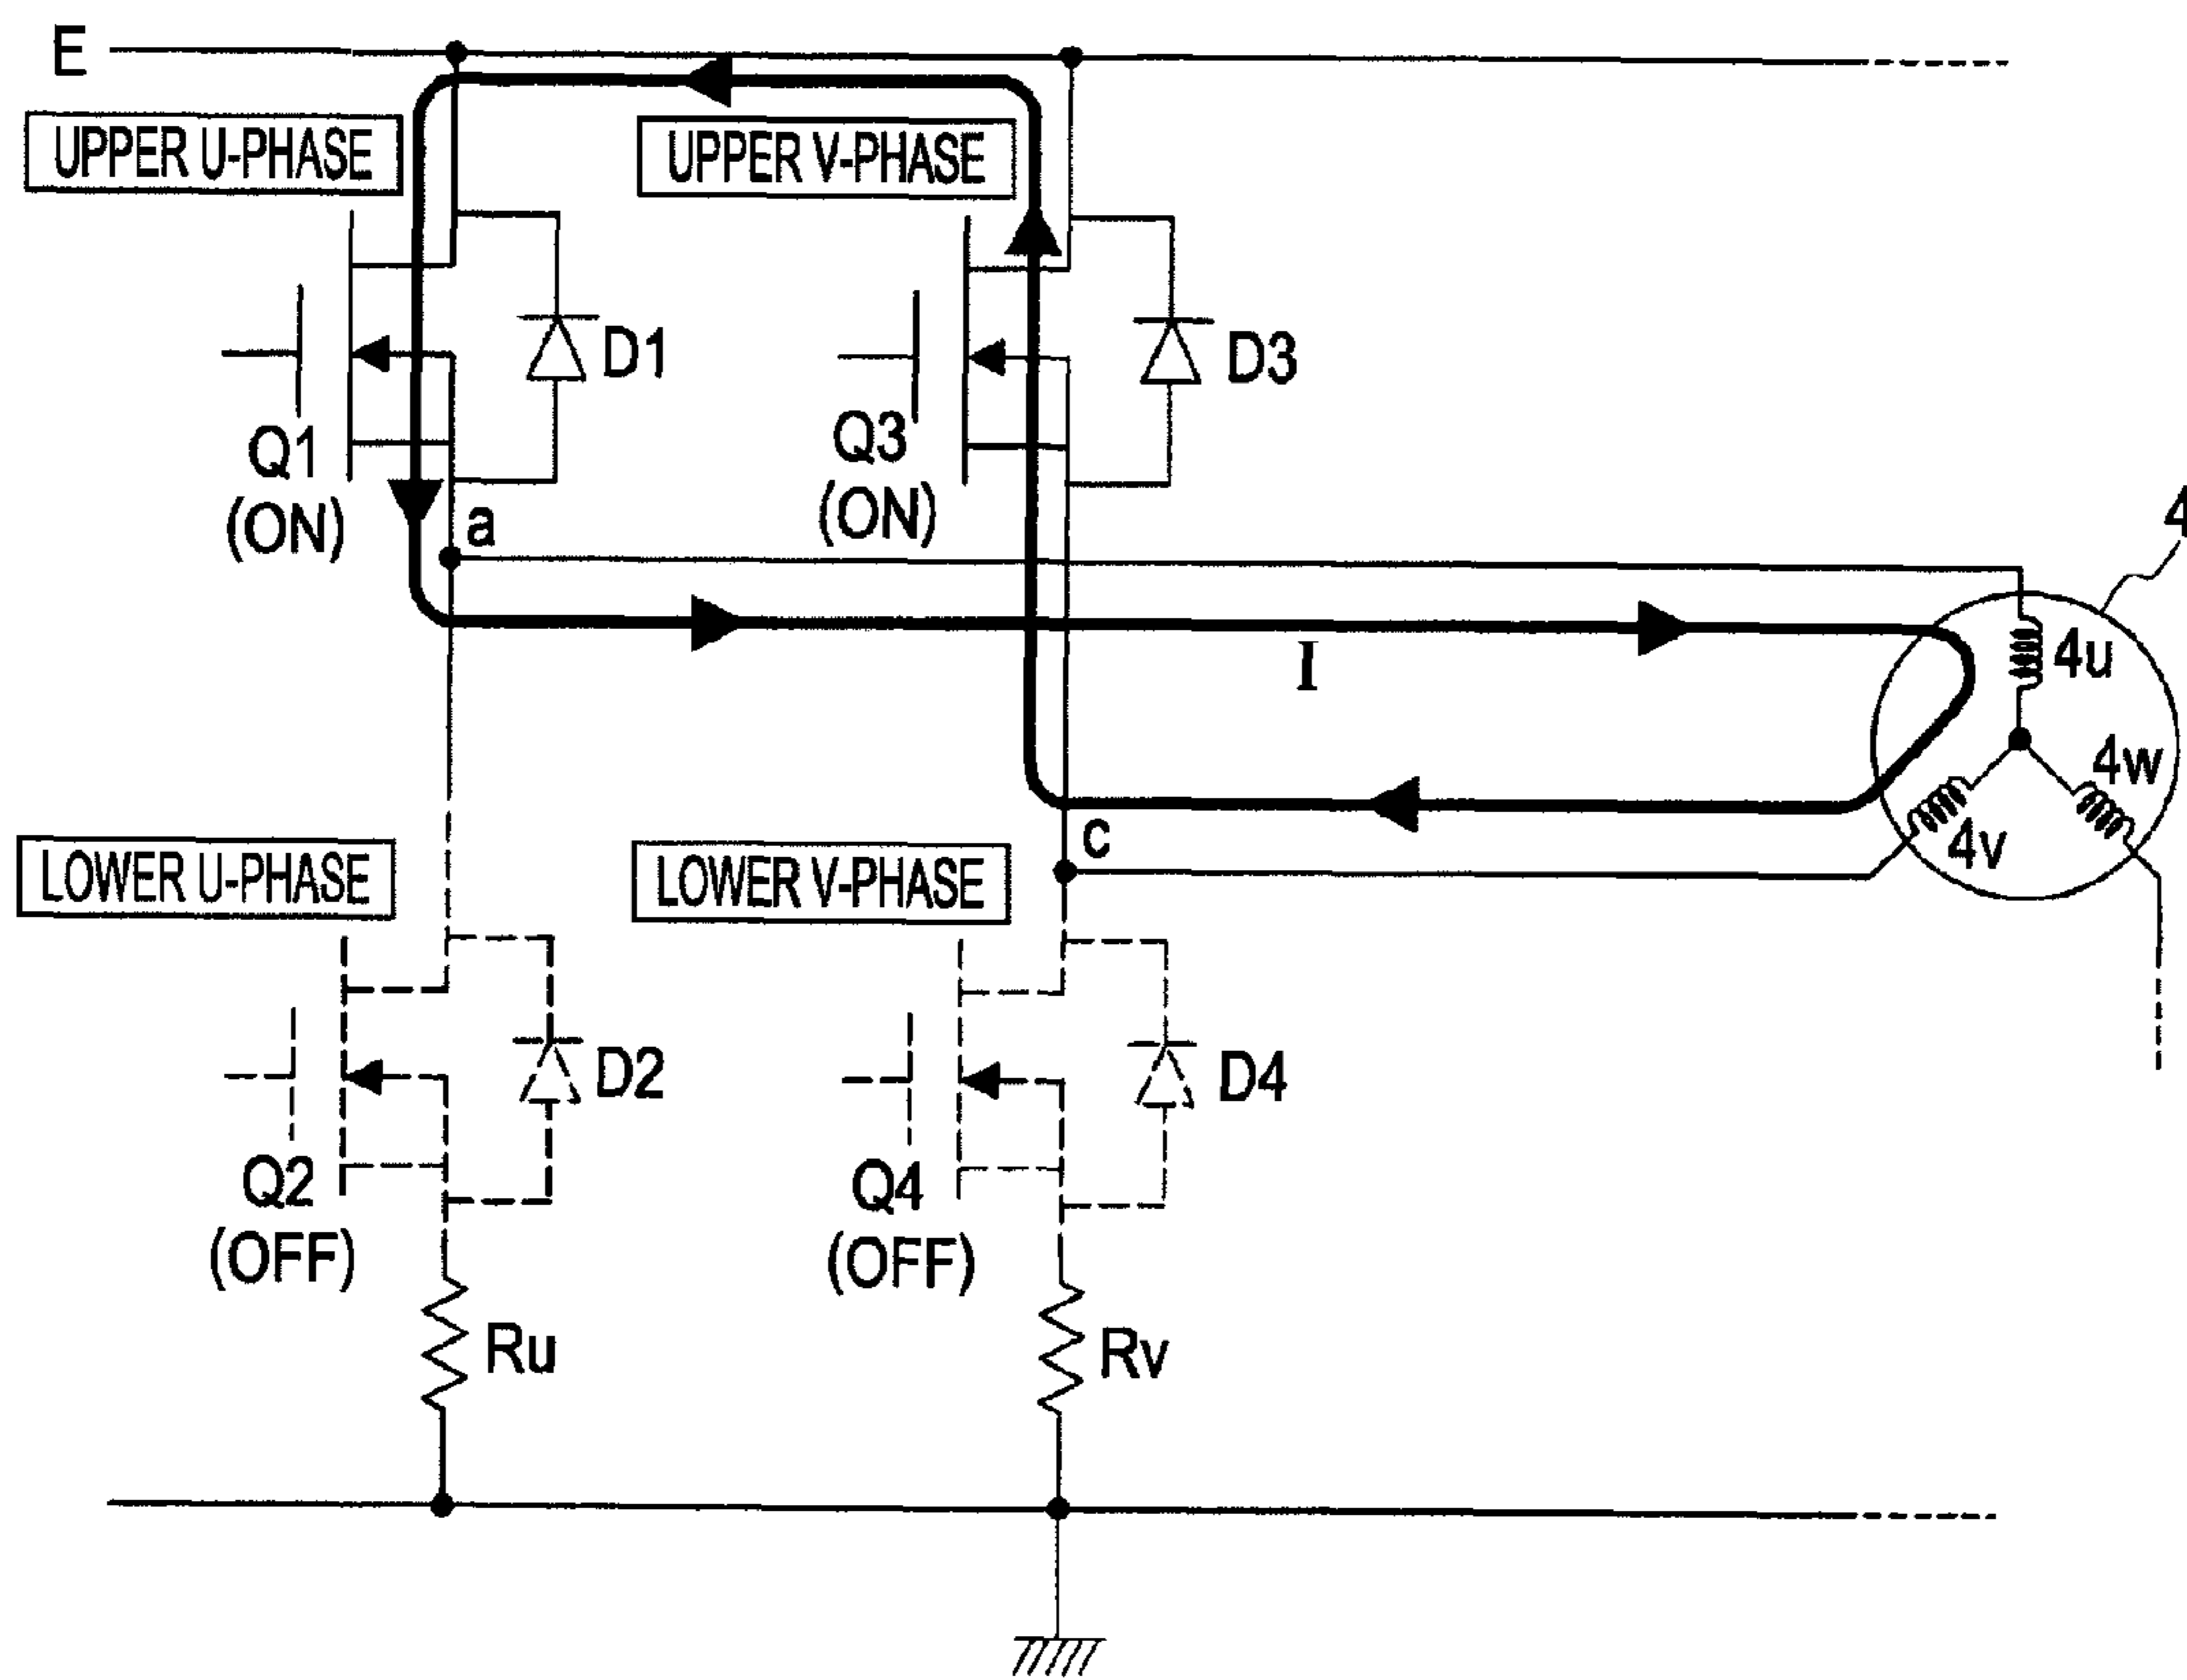 E
UPPER U-PHASE
UPPER V-PHASE
D1
D3
Q1
(ON)
Q3
(ON)
a
4
I
4u
4w
4v
c
LOWER U-PHASE
LOWER V-PHASE
D2
D4
Q2
(OFF)
Q4
(OFF)
Ru
Rv